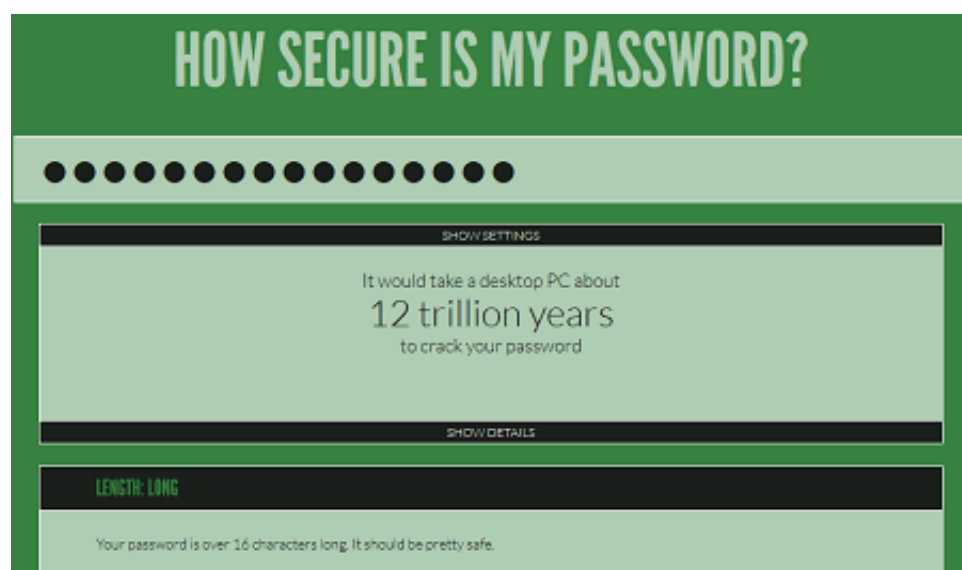 HOW SECURE IS MY PASSWORD?
SHOW SETTINGS
It would take a desktop PC about
12 trillion years
to crack your password
SHOW DETAILS
LENGTH: LONG
Your password is over 16 characters long. It should be pretty safe.